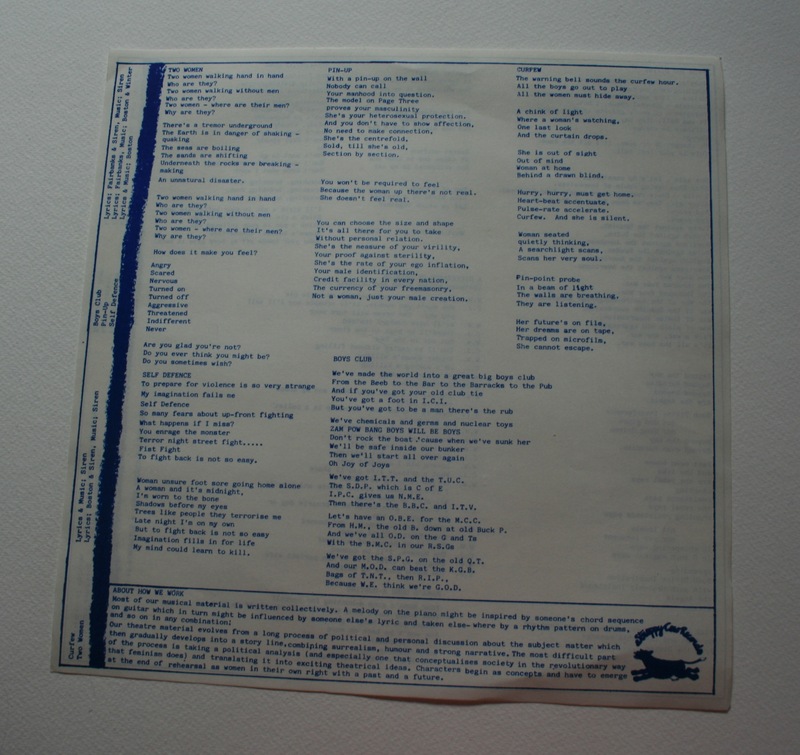 Lyrics: Fairbanks & Siren, Music: Siren
Lyrics: Fairbanks, Music: Boston & Winter
Lyrics & Music: Boston
Boys Club
Pin-Up
Self Defence
Lyrics & Music: Siren
Lyrics: Boston & Siren, Music: Siren
Curfew
Two Women
TWO WOMEN
Two women walking hand in hand
Who are they?
Two women walking without men
Who are they?
Two women - where are their men?
Why are they?
There's a tremor underground
The Earth is in danger of shaking -
quaking
The seas are boiling
The sands are shifting
Underneath the rocks are breaking -
making
An unnatural disaster.
Two women walking hand in hand
Who are they?
Two women walking without men
Who are they?
Two women - where are their men?
Why are they?
How does it make you feel?
Angry
Scared
Nervous
Turned on
Turned off
Aggressive
Threatened
Indifferent
Never
Are you glad you're not?
Do you ever think you might be?
Do you sometimes wish?
SELF DEFENCE
To prepare for violence is so very strange
My imagination fails me
Self Defence
So many fears about up-front fighting
What happens if I miss?
You enrage the monster
Terror night street fight.....
Fist Fight
To fight back is not so easy.
Woman unsure foot sore going home alone
A woman and it's midnight,
I'm worn to the bone
Shadows before my eyes
Trees like people they terrorise me
Late night I'm on my own
But to fight back is not so easy
Imagination fills in for life
My mind could learn to kill.
PIN-UP
With a pin-up on the wall
Nobody can call
Your manhood into question.
The model on Page Three
proves your masculinity
She's your heterosexual protection.
And you don't have to show affection,
No need to make connection,
She's the centrefold,
Sold, till she's old,
Section by section.
You won't be required to feel
Because the woman up there's not real.
She doesn't feel real.
You can choose the size and shape
It's all there for you to take
Without personal relation.
She's the measure of your virility,
Your proof against sterility,
She's the rate of your ego inflation,
Your male identification,
Credit facility in every nation,
The currency of your freemasonry,
Not a woman, just your male creation.
BOYS CLUB
We've made the world into a great big boys club
From the Beeb to the Bar to the Barracks to the Pub
And if you've got your old club tie
You've got a foot in I.C.I.
But you've got to be a man there's the rub
We've chemicals and germs and nuclear toys
ZAM POW BANG BOYS WILL BE BOYS
Don't rock the boat 'cause when we've sunk her
We'll be safe inside our bunker
Then we'll start all over again
Oh Joy of Joys
We've got I.T.T. and the T.U.C.
The S.D.P. which is C of E
I.P.C. gives us N.M.E.
Then there's the B.B.C. and I.T.V.
Let's have an O.B.E. for the M.C.C.
From H.M., the old B. down at old Buck P.
And we've all O.D. on the G and Ts
With the B.M.C. in our B.S.Gs
We've got the S.P.G. on the old Q.T.
And our M.O.D. can beat the K.G.B.
Bags of T.N.T., then R.I.P.,
Because W.E. think we're G.O.D.
CURFEW
The warning bell sounds the curfew hour.
All the boys go out to play
All the women must hide away.
A chink of light
Where a woman's watching,
One last look
And the curtain drops.
She is out of sight
Out of mind
Woman at home
Behind a drawn blind.
Hurry, hurry, must get home.
Heart-beat accentuate,
Pulse-rate accelerate.
Curfew. And she is silent.
Woman seated
quietly thinking,
A searchlight scans,
Scans her very soul.
Pin-point probe
In a beam of light
The walls are breathing,
They are listening.
Her future's on film,
Her dreams are on tape,
Trapped on microfilm,
She cannot escape.
ABOUT HOW WE WORK
Most of our musical material is written collectively. A melody on the piano might be inspired by someone's chord sequence
on guitar which in turn might be influenced by someone else's lyric and taken else- where by a rhythm pattern on drums,
and so on in any combination:
Our theatre material evolves from a long process of political and personal discussion about the subject matter which
then gradually develops into a story line,combining surrealism, humour and strong narrative. The most difficult part
of the process is taking a political analysis (and especially one that conceptualises society in the revolutionary way
that feminism does) and translating it into exciting theatrical ideas. Characters begin as concepts and have to emerge
at the end of rehearsal as women in their own right with a past and a future.